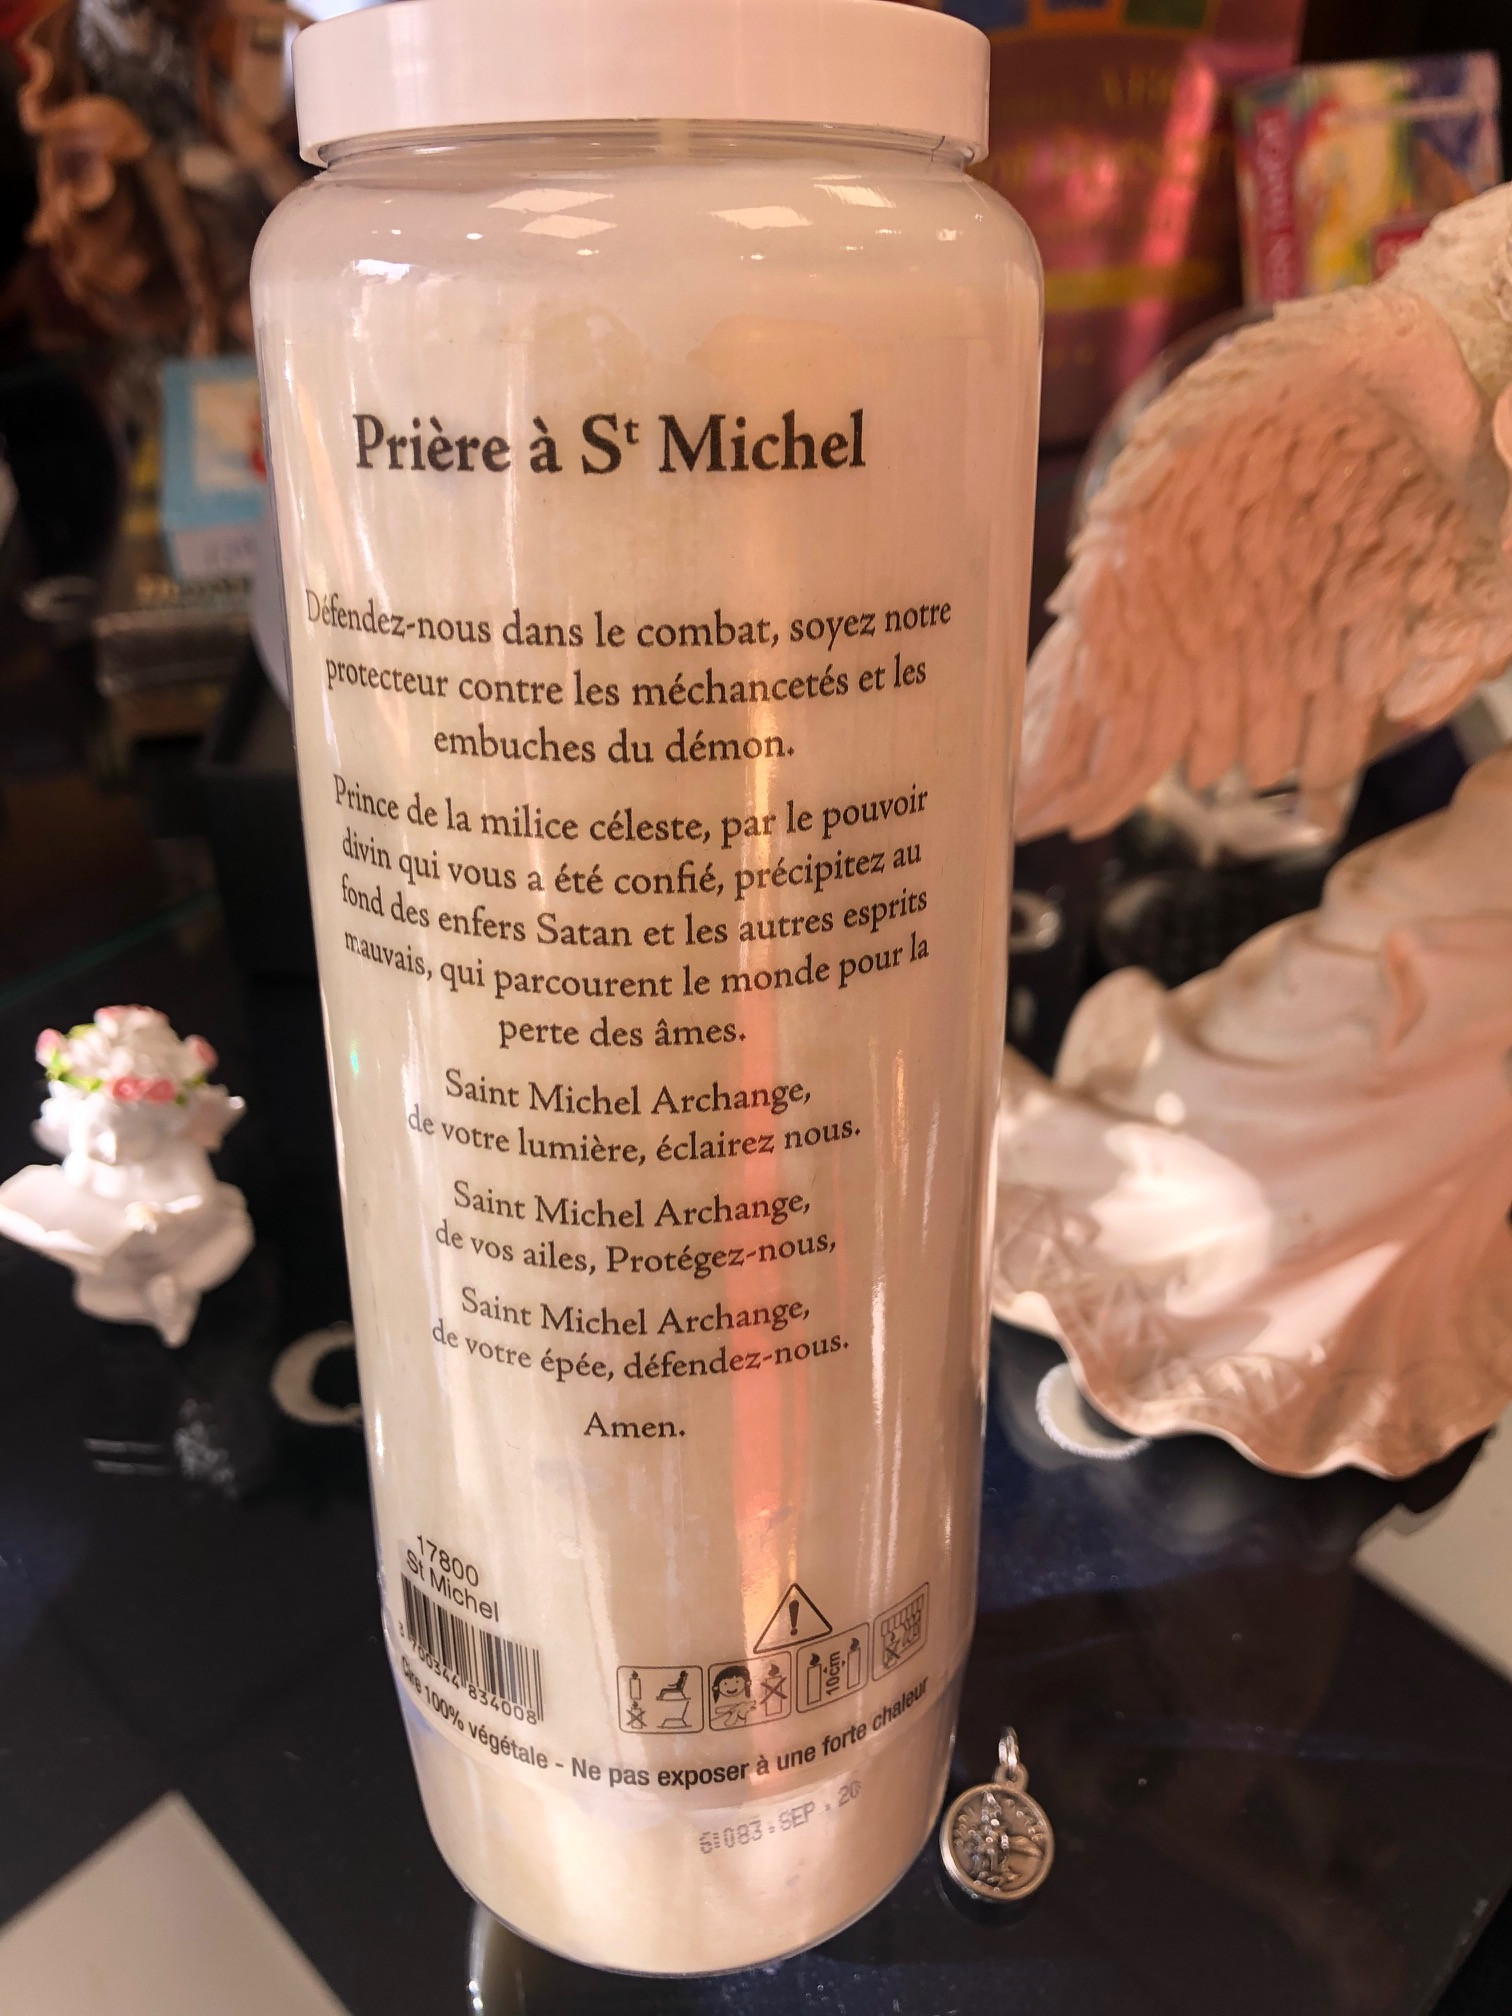 Prière à St Michel
Défendez-nous dans le combat, soyez notre
protecteur contre les méchancetés et les
embuches du démon.
Prince de la milice céleste, par le pouvoir
divin qui vous a été confié, précipitez au
fond des enfers Satan et les autres esprits
mauvais, qui parcourent le monde pour la
perte des âmes.
Saint Michel Archange,
de votre lumière, éclairez nous.
Saint Michel Archange,
de vos ailes, Protégez-nous,
Saint Michel Archange,
de votre épée, défendez-nous.
Amen.
17800
St Michel
3 700344 834008
10cm
Cire 100% végétale - Ne pas exposer à une forte chaleur
SEP . 20